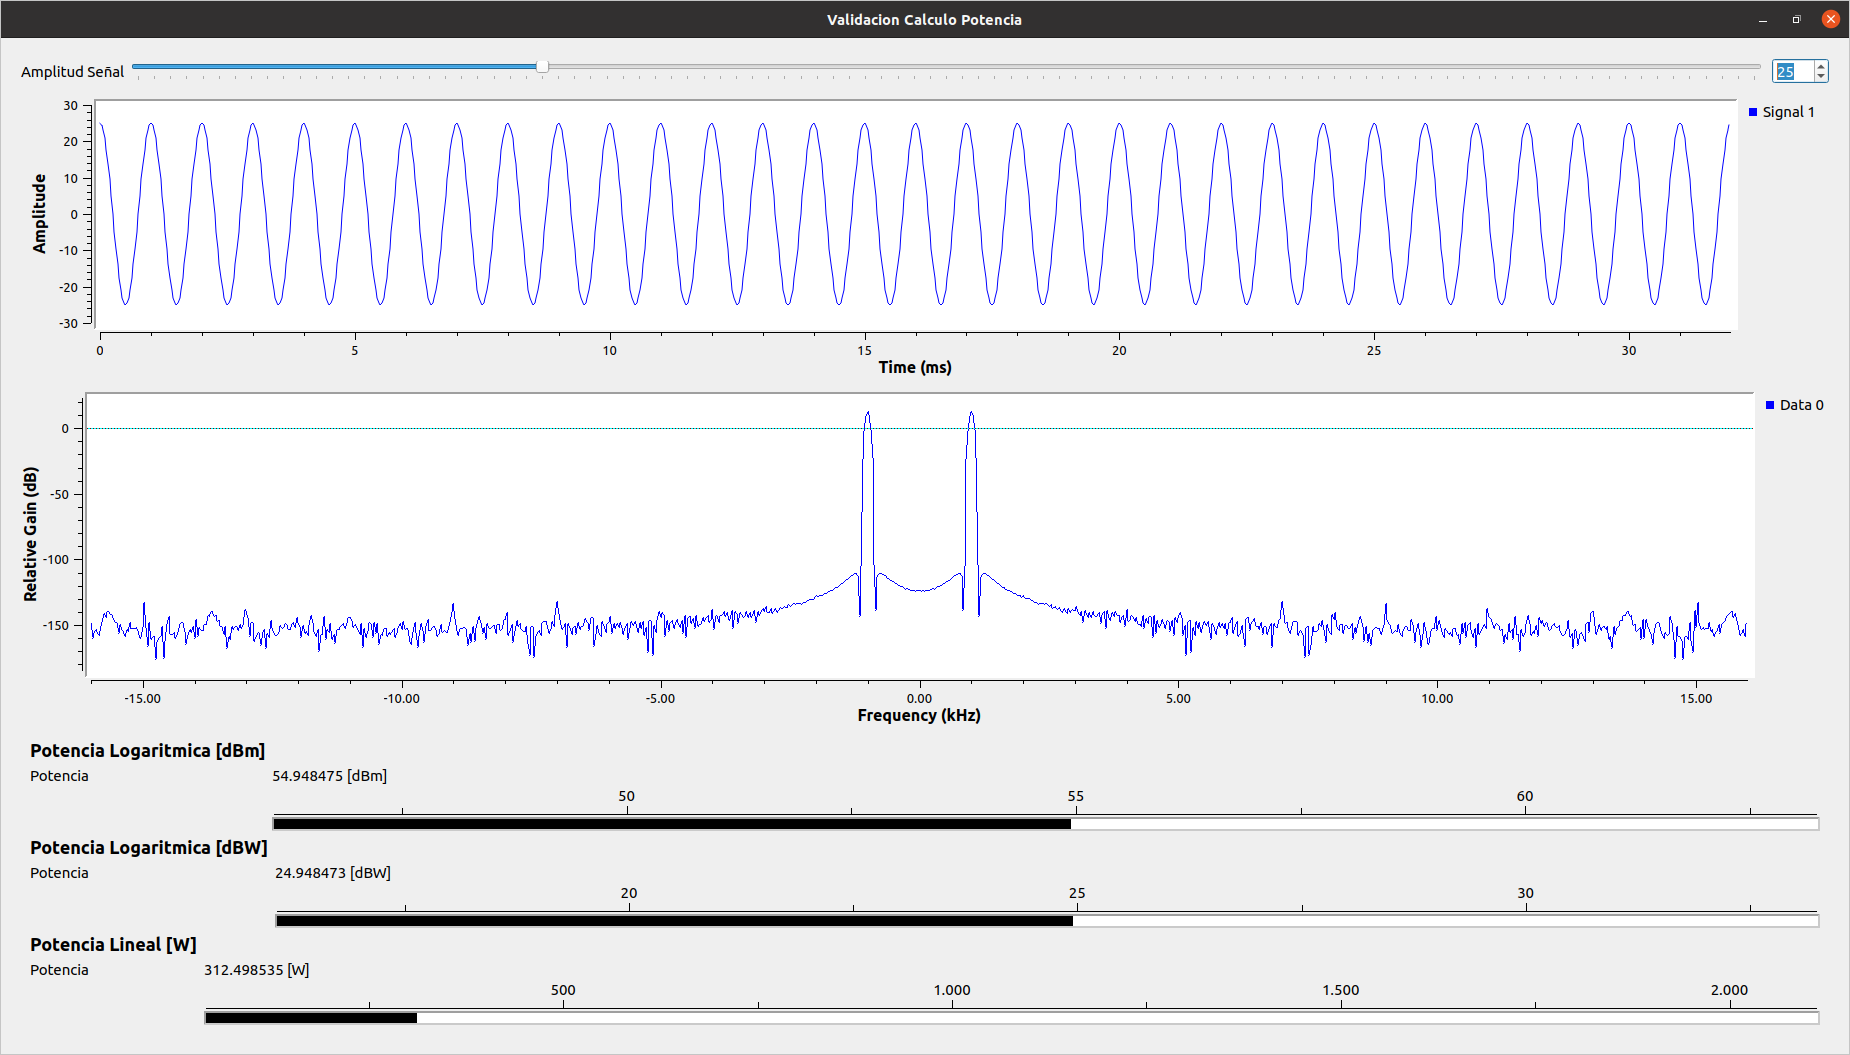 Validacion Calculo Potencia
Amplitud Señal
25
30
20
10
0
-10
-20
-30
Amplitude
Signal 1
0 5 10 15 20 25 30
Time (ms)
0
-50
-100
-150
Relative Gain (dB)
Data 0
-15.00 -10.00 -5.00 0.00 5.00 10.00 15.00
Frequency (kHz)
Potencia Logaritmica [dBm]
Potencia 54.948475 [dBm]
50 55 60
Potencia Logaritmica [dBW]
Potencia 24.948473 [dBW]
20 25 30
Potencia Lineal [W]
Potencia 312.498535 [W]
500 1.000 1.500 2.000